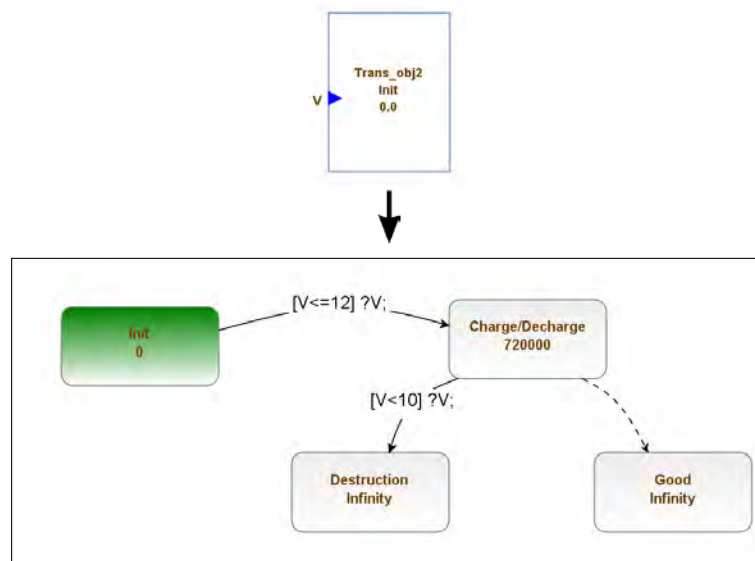 Trans_obj2
Init
V
0.0
[V<=12] ?V;
Init
0
Charge/Decharge
720000
[V<10] ?V;
Destruction
Infinity
Good
Infinity